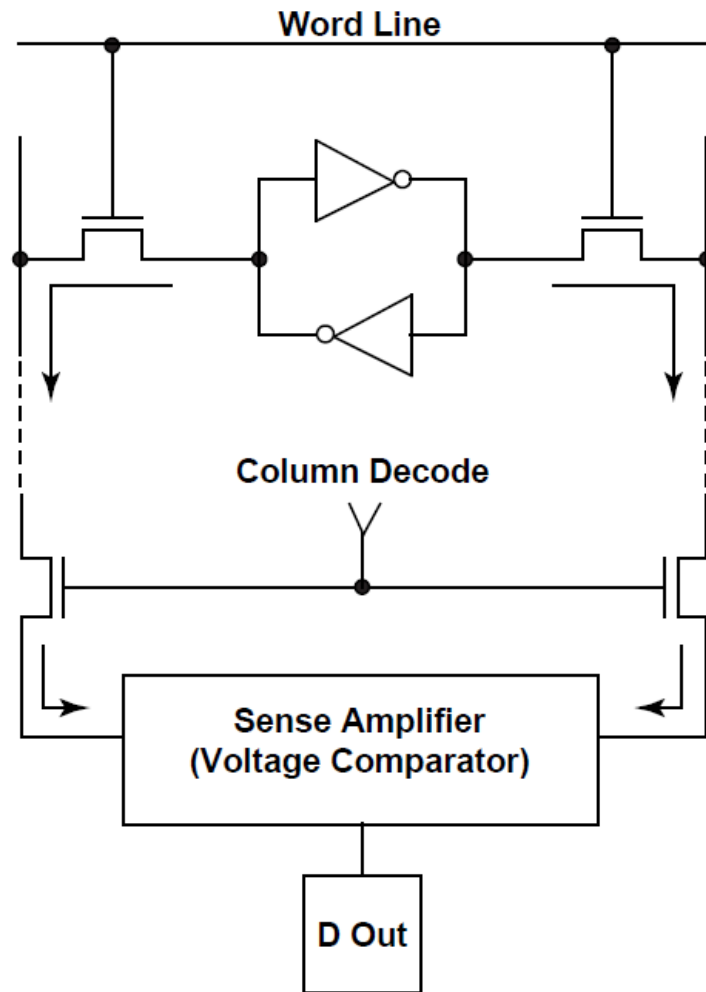 Word Line
Column Decode
Sense Amplifier
(Voltage Comparator)
D Out